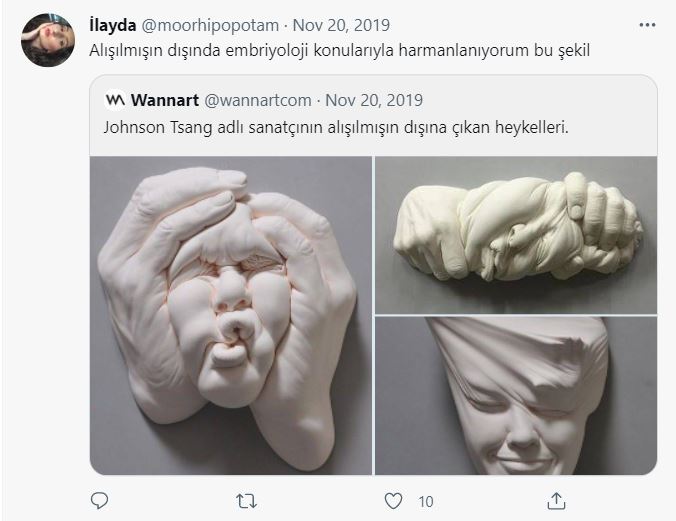 İlayda @moorhipopotam · Nov 20, 2019
Alışılmışın dışında embriyoloji konularıyla harmanlanıyorum bu şekil
Wannart @wannartcom · Nov 20, 2019
Johnson Tsang adlı sanatçının alışılmışın dışına çıkan heykelleri.
10